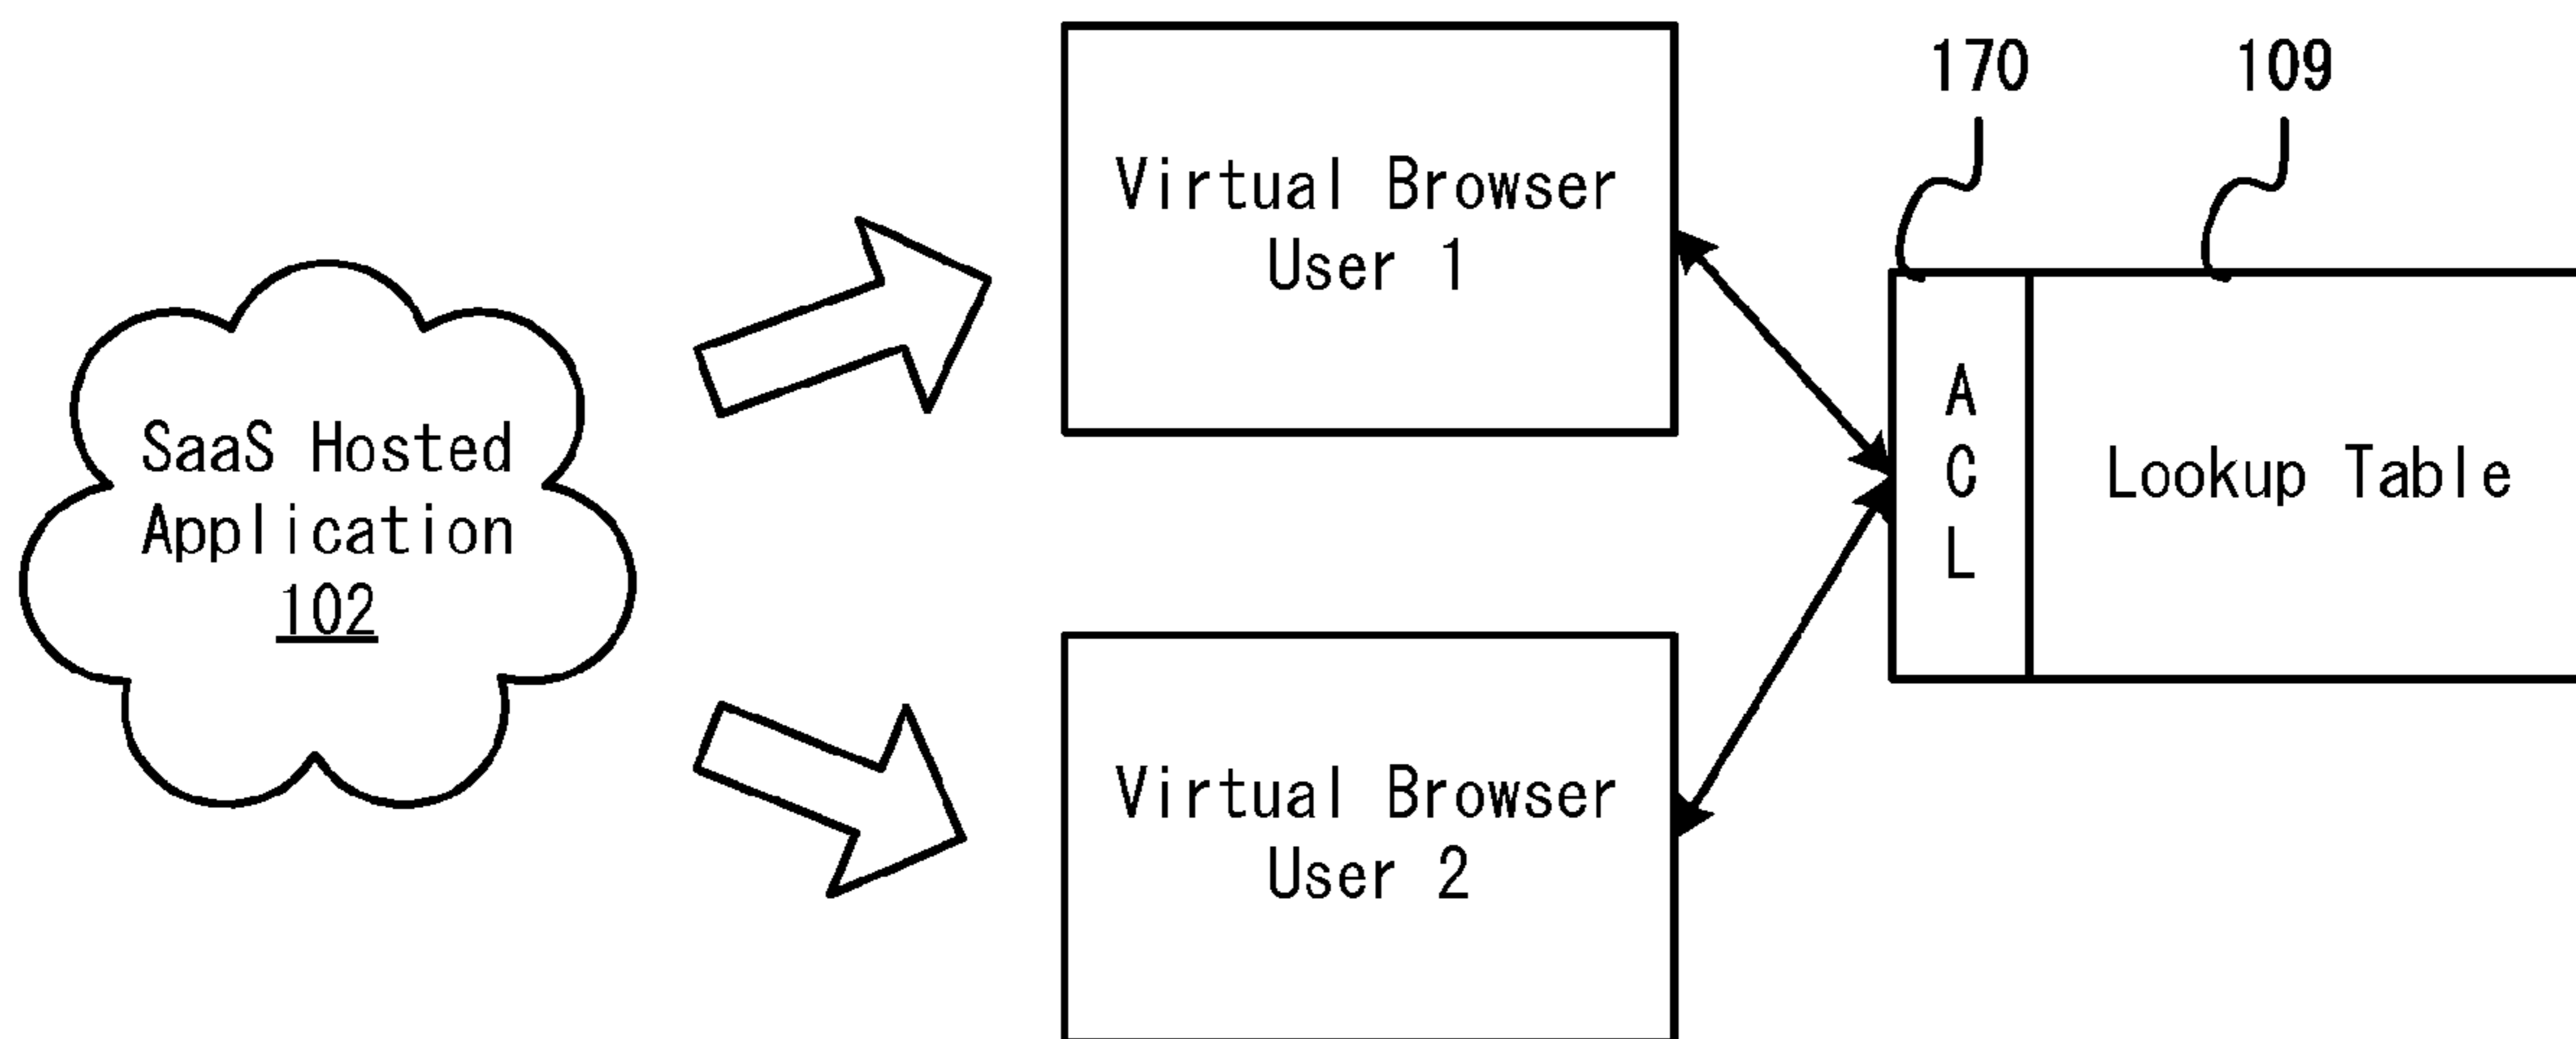 170
109
Virtual Browser
User 1
SaaS Hosted
Application
102
A
C
L
Lookup Table
Virtual Browser
User 2